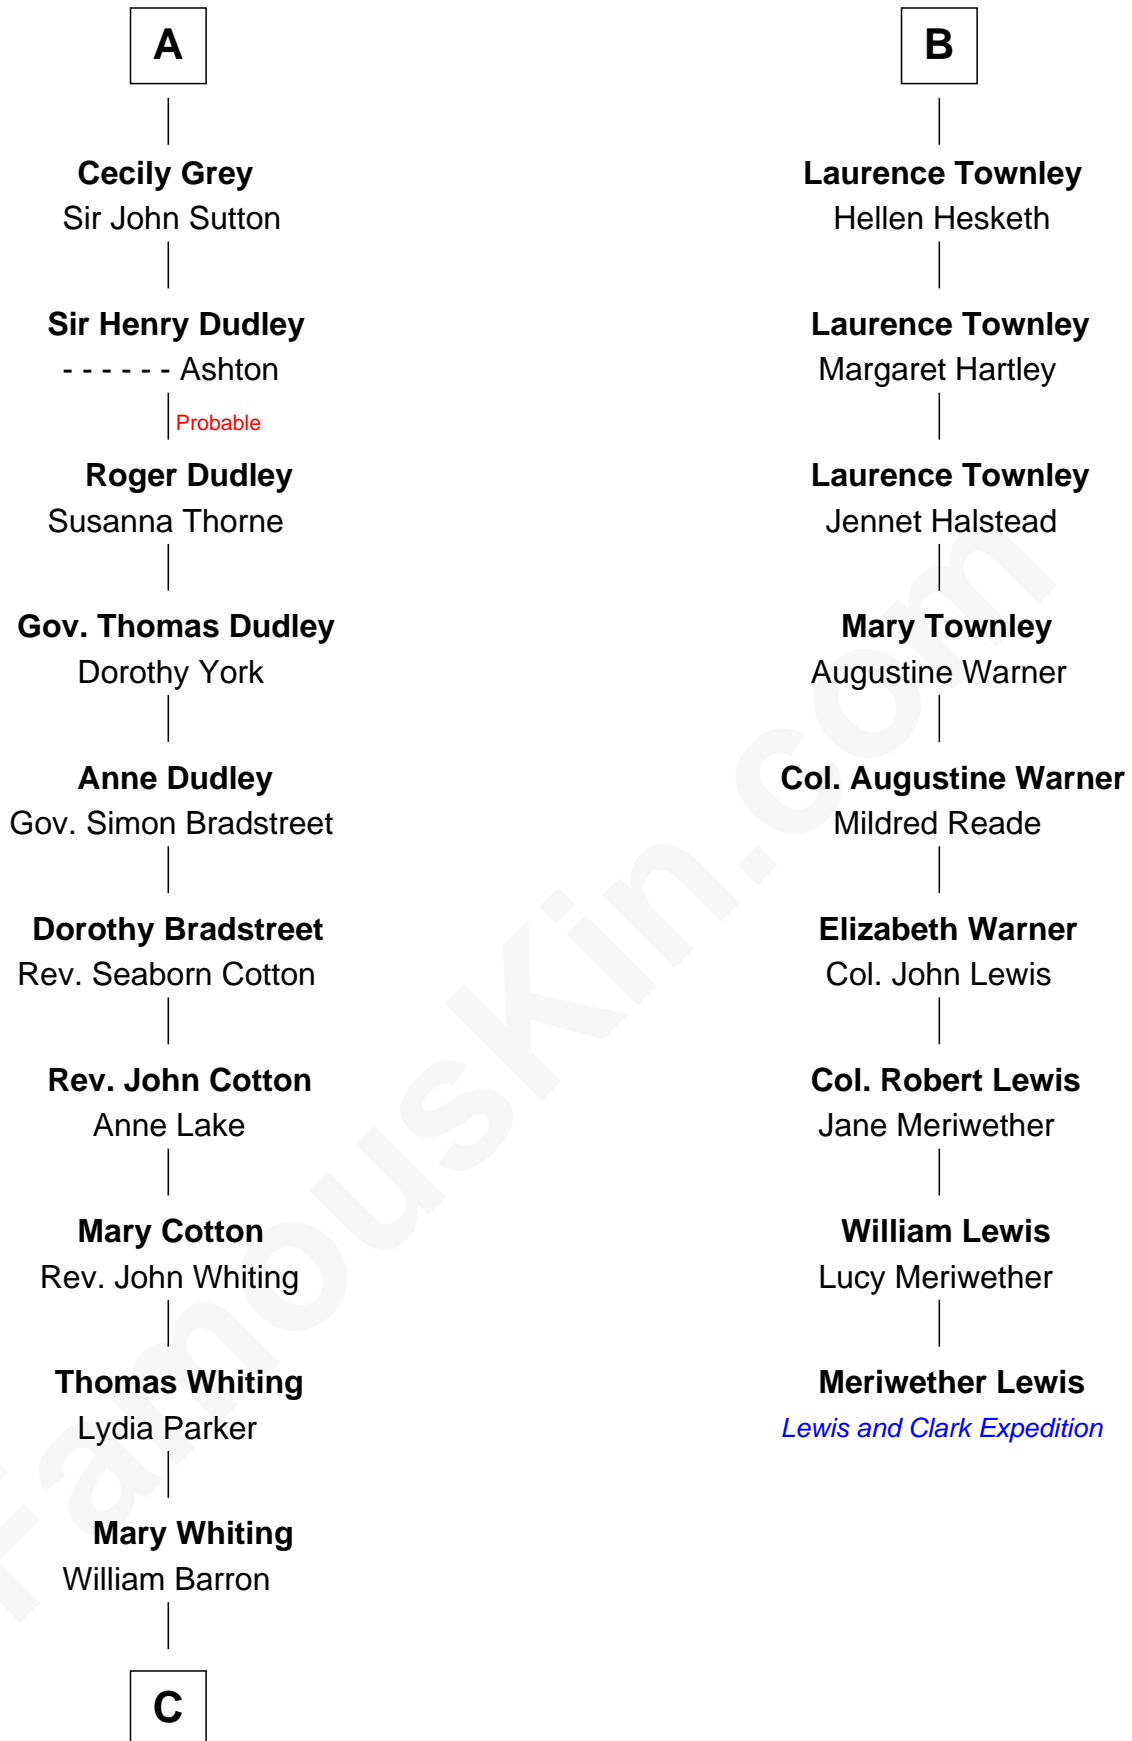 A
Cecily Grey
Sir John Sutton
Sir Henry Dudley
- - - - - - Ashton
Probable
Roger Dudley
Susanna Thorne
Gov. Thomas Dudley
Dorothy York
Anne Dudley
Gov. Simon Bradstreet
Dorothy Bradstreet
Rev. Seaborn Cotton
Rev. John Cotton
Anne Lake
Mary Cotton
Rev. John Whiting
Thomas Whiting
Lydia Parker
Mary Whiting
William Barron
C
B
Laurence Townley
Hellen Hesketh
Laurence Townley
Margaret Hartley
Laurence Townley
Jennet Halstead
Mary Townley
Augustine Warner
Col. Augustine Warner
Mildred Reade
Elizabeth Warner
Col. John Lewis
Col. Robert Lewis
Jane Meriwether
William Lewis
Lucy Meriwether
Meriwether Lewis
Lewis and Clark Expedition
FamousKin.com